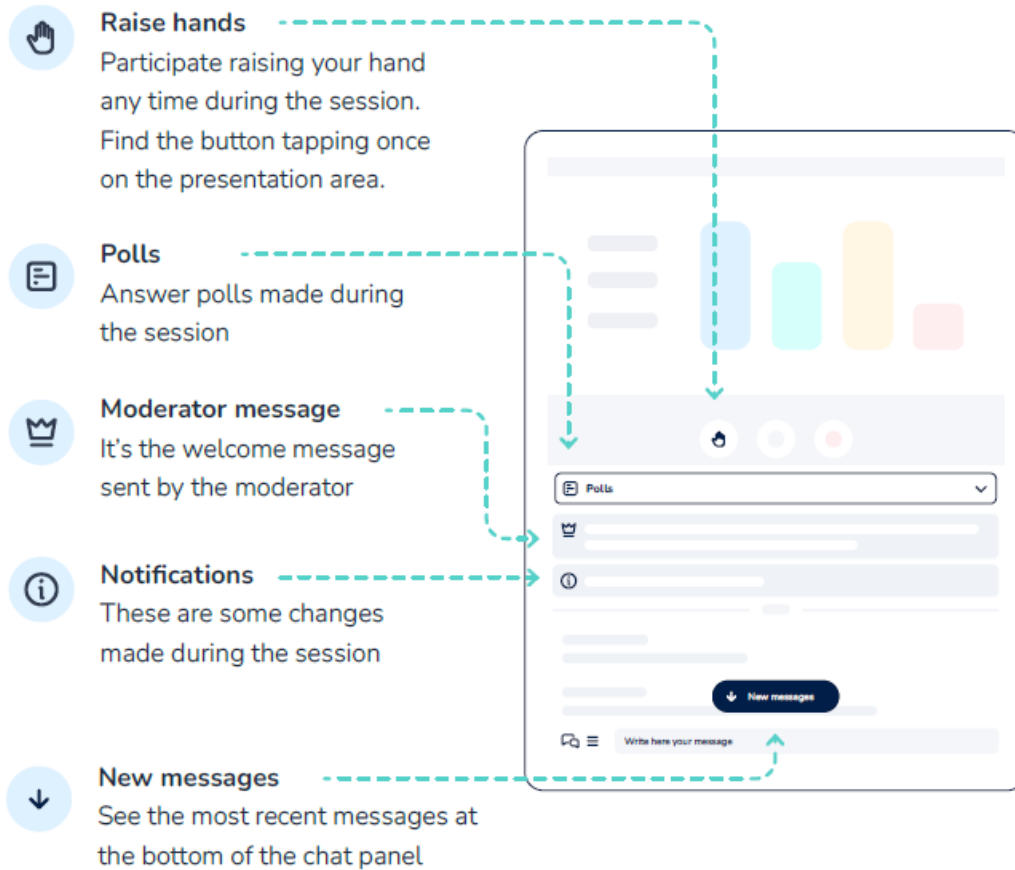 Raise hands
Participate raising your hand
any time during the session.
Find the button tapping once
on the presentation area.
Polls
Answer polls made during
the session
Moderator message
It's the welcome message
sent by the moderator
Notifications
These are some changes
made during the session
New messages
See the most recent messages at
the bottom of the chat panel
Polls
New messages
Write here your message